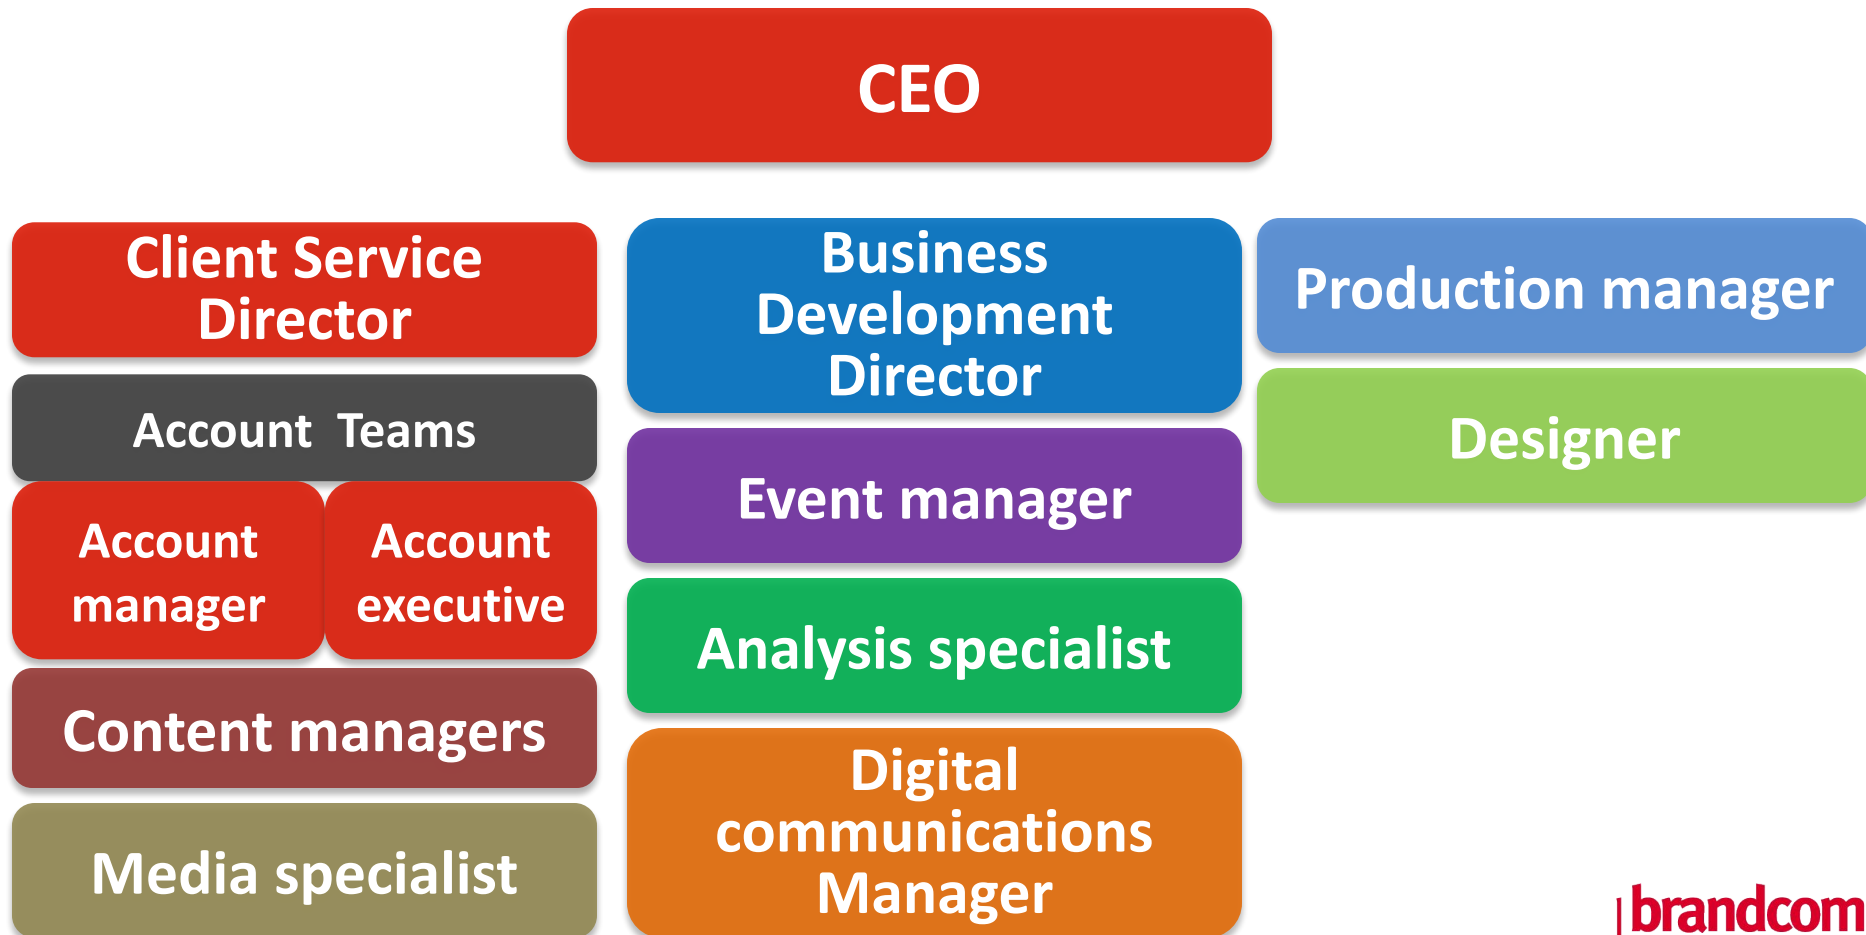 CEO
Client Service
Director
Account  Teams
Account
manager
Account
executive
Content managers
Media specialist
Business
Development
Director
Event manager
Analysis specialist
Digital
communications
Manager
Production manager
Designer
brandcom